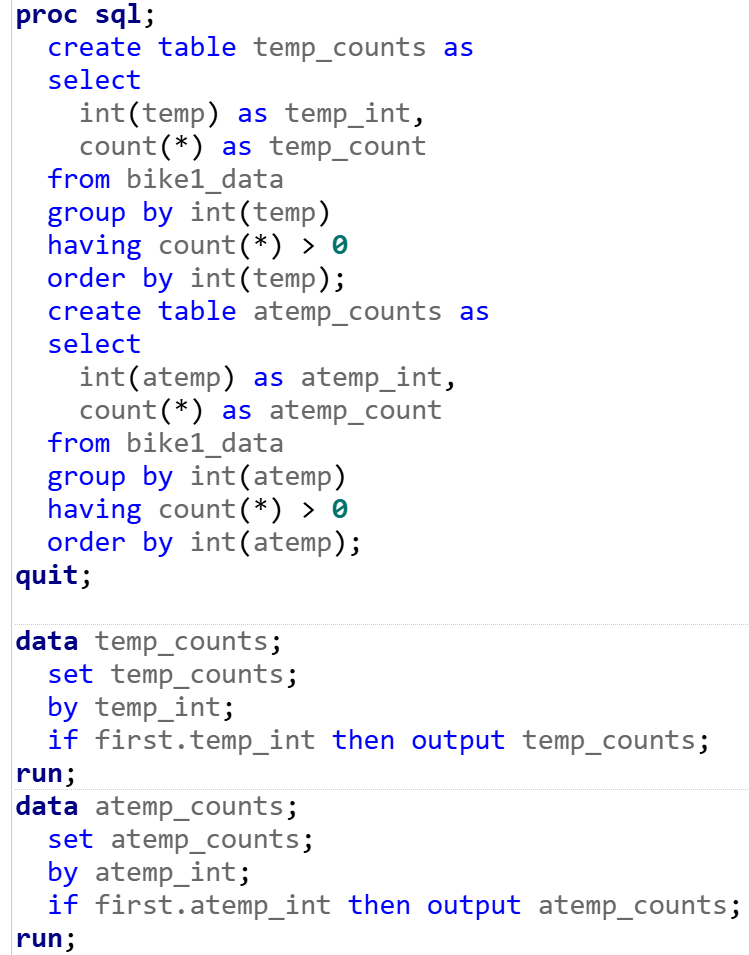 proc sql;
  create table temp_counts as
  select
    int(temp) as temp_int,
    count(*) as temp_count
  from bike1_data
  group by int(temp)
  having count(*) > 0
  order by int(temp);
  create table atemp_counts as
  select
    int(atemp) as atemp_int,
    count(*) as atemp_count
  from bike1_data
  group by int(atemp)
  having count(*) > 0
  order by int(atemp);
quit;

data temp_counts;
  set temp_counts;
  by temp_int;
  if first.temp_int then output temp_counts;
run;
data atemp_counts;
  set atemp_counts;
  by atemp_int;
  if first.atemp_int then output atemp_counts;
run;